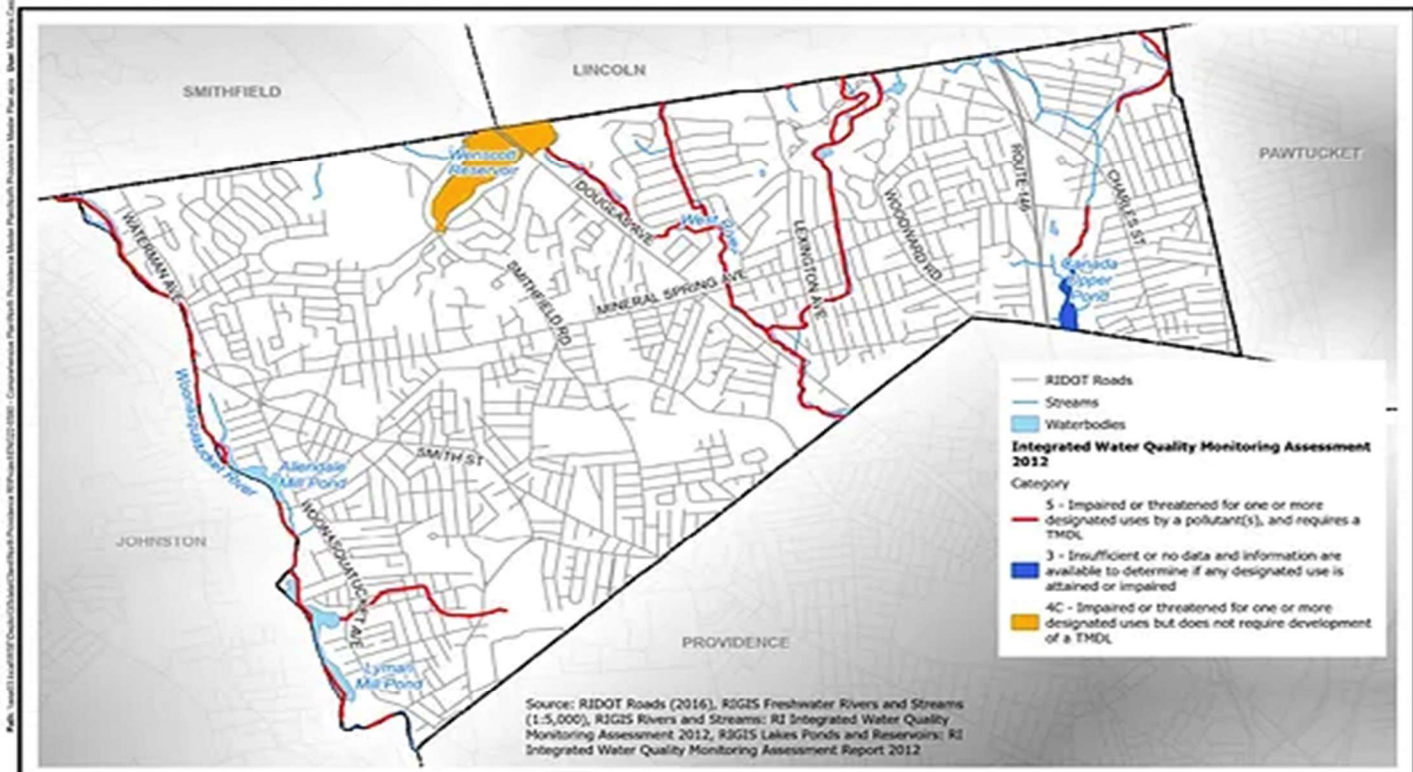 SMITHFIELD
LINCOLN
PAWTUCKET
Wenscott
Reservoir
DOUGLAS AVE
West River
WATERMAN AVE
SMITHFIELD RD
MINERAL SPRING AVE
LEXINGTON AVE
WOODWARD RD
ROUTE 146
CHARLES ST
Canada
Upper
Pond
Woonasquatucket River
SMITH ST
Allendale
Mill Pond
WOONASQUATUCKET AVE
JOHNSTON
Lyman
Mill Pond
PROVIDENCE
RIDOT Roads
Streams
Waterbodies
Integrated Water Quality Monitoring Assessment
2012
Category
5 - Impaired or threatened for one or more
designated uses by a pollutant(s), and requires a
TMDL
3 - Insufficient or no data and information are
available to determine if any designated use is
attained or impaired
4C - Impaired or threatened for one or more
designated uses but does not require development
of a TMDL
Source: RIDOT Roads (2016), RIGIS Freshwater Rivers and Streams
(1:5,000), RIGIS Rivers and Streams: RI Integrated Water Quality
Monitoring Assessment 2012, RIGIS Lakes Ponds and Reservoirs: RI
Integrated Water Quality Monitoring Assessment Report 2012